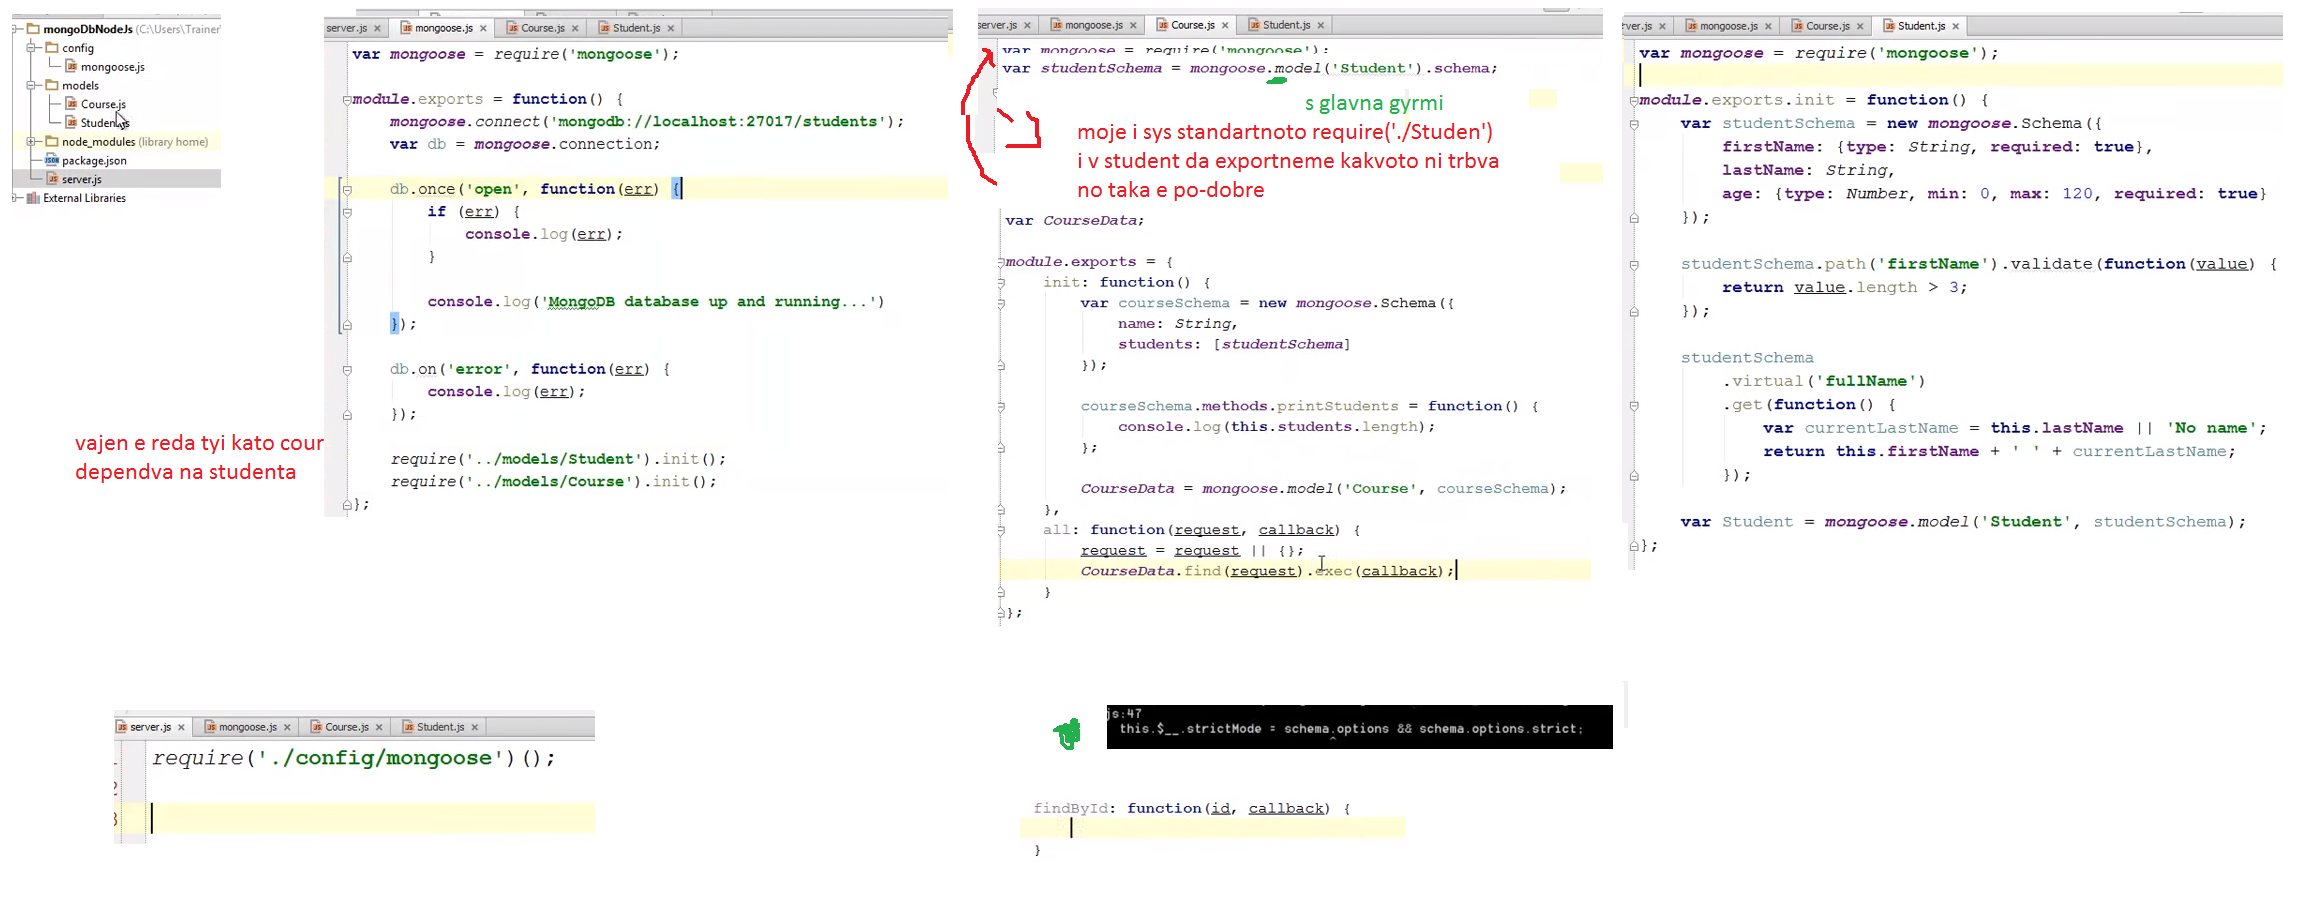 mongoDbNodeJs (C:\Users\Trainer
config
mongoose.js
models
Course.js
Student.js
node_modules (library home)
package.json
server.js
External Libraries
vajen e reda tyi kato cour
dependva na studenta
server.js mongoose.js Course.js Student.js
var mongoose = require('mongoose');
module.exports = function() {
mongoose.connect('mongodb://localhost:27017/students');
var db = mongoose.connection;
db.once('open', function(err) {
if (err) {
console.log(err);
}
console.log('MongoDB database up and running...')
});
db.on('error', function(err) {
console.log(err);
});
require('../models/Student').init();
require('../models/Course').init();
};
server.js mongoose.js Course.js Student.js
var mongoose = require('mongoose');
var studentSchema = mongoose.model('Student').schema;
s glavna gyrmi
moje i sys standartnoto require('./Studen')
i v student da exportneme kakvoto ni trbva
no taka e po-dobre
var CourseData;
module.exports = {
init: function() {
var courseSchema = new mongoose.Schema({
name: String,
students: [studentSchema]
});
courseSchema.methods.printStudents = function() {
console.log(this.students.length);
};
CourseData = mongoose.model('Course', courseSchema);
},
all: function(request, callback) {
request = request || {};
CourseData.find(request).exec(callback);
}
};
rver.js mongoose.js Course.js Student.js
var mongoose = require('mongoose');
module.exports.init = function() {
var studentSchema = new mongoose.Schema({
firstName: {type: String, required: true},
lastName: String,
age: {type: Number, min: 0, max: 120, required: true}
});
studentSchema.path('firstName').validate(function(value) {
return value.length > 3;
});
studentSchema
.virtual('fullName')
.get(function() {
var currentLastName = this.lastName || 'No name';
return this.firstName + ' ' + currentLastName;
});
var Student = mongoose.model('Student', studentSchema);
};
server.js mongoose.js Course.js Student.js
1
require('./config/mongoose')();
2
3
js:47
this.$__.strictMode = schema.options && schema.options.strict;
^
findById: function(id, callback) {
}